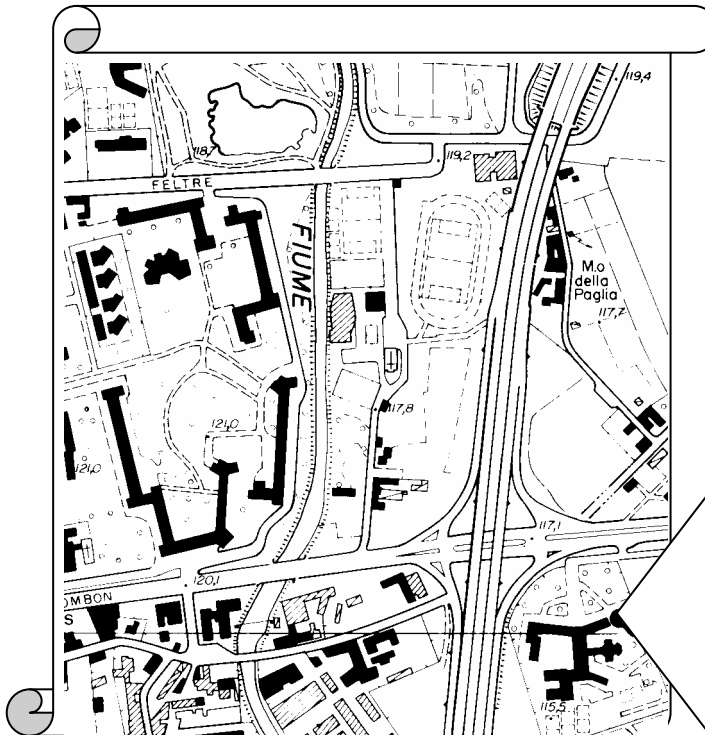 119,4
118,7
119,2
FELTRE
FIUME
M.o
della
Paglia
117,7
117,8
121,0
121,0
117,1
120,1
OMBON
S
115,5